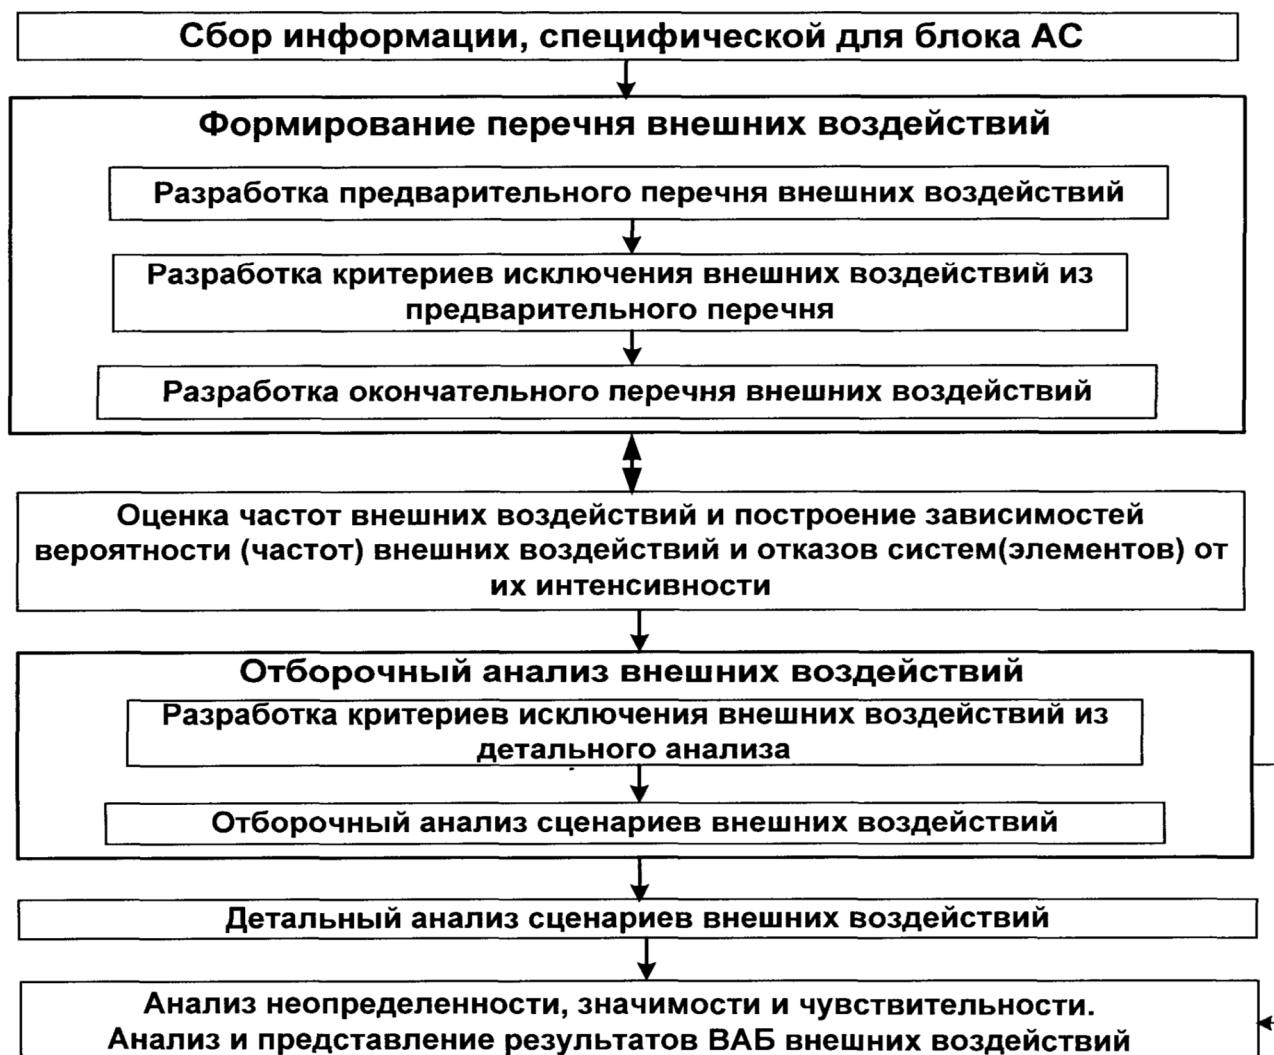 Сбор информации, специфической для блока АС
Формирование перечня внешних воздействий
Разработка предварительного перечня внешних воздействий
Разработка критериев исключения внешних воздействий из
предварительного перечня
Разработка окончательного перечня внешних воздействий
Оценка частот внешних воздействий и построение зависимостей
вероятности (частот) внешних воздействий и отказов систем(элементов) от
их интенсивности
Отборочный анализ внешних воздействий
Разработка критериев исключения внешних воздействий из
детального анализа
Отборочный анализ сценариев внешних воздействий
Детальный анализ сценариев внешних воздействий
Анализ неопределенности, значимости и чувствительности.
Анализ и представление результатов ВАБ внешних воздействий